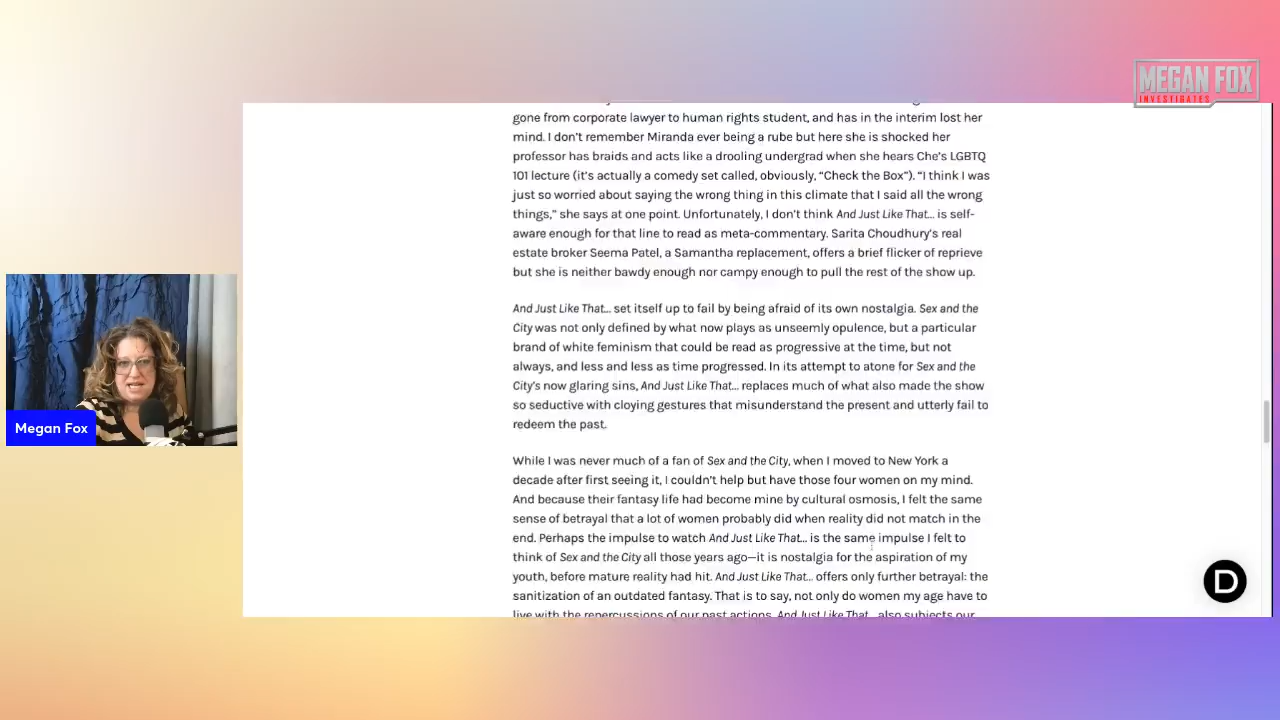 MEGAN FOX
INVESTIGATES
gone from corporate lawyer to human rights student, and has in the interim lost her
mind. I don't remember Miranda ever being a rube but here she is shocked her
professor has braids and acts like a drooling undergrad when she hears Che's LGBTQ
101 lecture (it's actually a comedy set called, obviously, “Check the Box”). “I think I was
just so worried about saying the wrong thing in this climate that I said all the wrong
things,” she says at one point. Unfortunately, I don't think And Just Like That... is self-
aware enough for that line to read as meta-commentary. Sarita Choudhury's real
estate broker Seema Patel, a Samantha replacement, offers a brief flicker of reprieve
but she is neither bawdy enough nor campy enough to pull the rest of the show up.
And Just Like That... set itself up to fail by being afraid of its own nostalgia. Sex and the
City was not only defined by what now plays as unseemly opulence, but a particular
brand of white feminism that could be read as progressive at the time, but not
always, and less and less as time progressed. In its attempt to atone for Sex and the
City's now glaring sins, And Just Like That... replaces much of what also made the show
so seductive with cloying gestures that misunderstand the present and utterly fail to
redeem the past.
While I was never much of a fan of Sex and the City, when I moved to New York a
decade after first seeing it, I couldn't help but have those four women on my mind.
And because their fantasy life had become mine by cultural osmosis, I felt the same
sense of betrayal that a lot of women probably did when reality did not match in the
end. Perhaps the impulse to watch And Just Like That... is the same impulse I felt to
think of Sex and the City all those years ago—it is nostalgia for the aspiration of my
youth, before mature reality had hit. And Just Like That... offers only further betrayal: the
sanitization of an outdated fantasy. That is to say, not only do women my age have to
live with the repercussions of our past actions, And Just Like That... also subjects our
Megan Fox
D